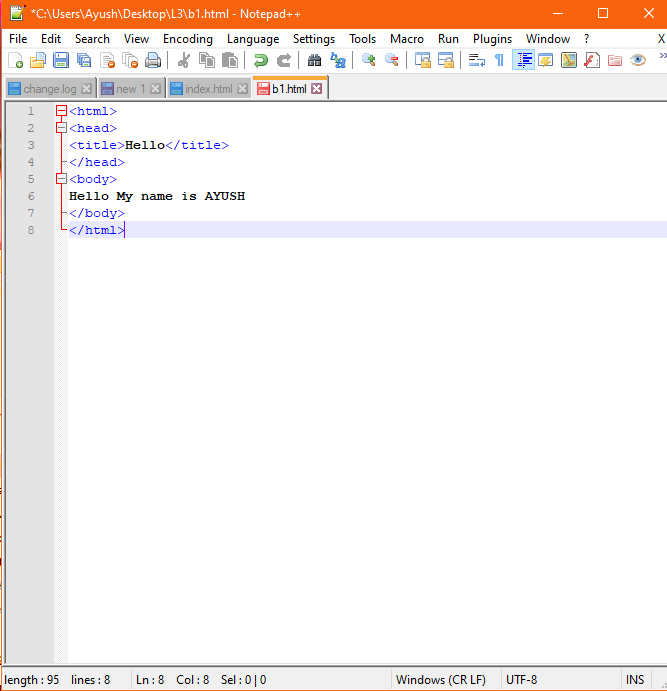 *C:\Users\Ayush\Desktop\L3\b1.html - Notepad++
File Edit Search View Encoding Language Settings Tools Macro Run Plugins Window ? X
change.log new 1 index.html b1.html
1 <html>
2 <head>
3 <title>Hello</title>
4 </head>
5 <body>
6 Hello My name is AYUSH
7 </body>
8 </html>
length : 95 lines : 8 Ln : 8 Col : 8 Sel : 0 | 0 Windows (CR LF) UTF-8 INS